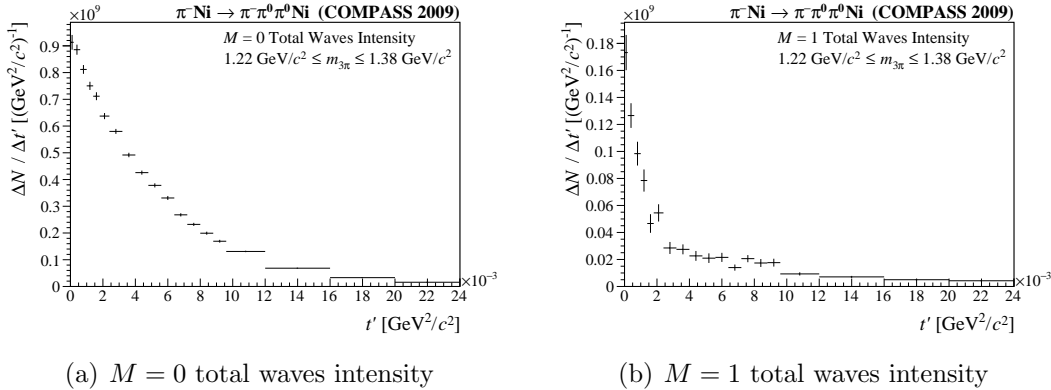 π⁻Ni → π⁻π⁰π⁰Ni (COMPASS 2009)
×10⁹
M = 0 Total Waves Intensity
1.22 GeV/c² ≤ m₃π ≤ 1.38 GeV/c²
ΔN / Δt′ [(GeV²/c²)⁻¹]
0.9
0.8
0.7
0.6
0.5
0.4
0.3
0.2
0.1
0
0 2 4 6 8 10 12 14 16 18 20 22 24
×10⁻³
t′ [GeV²/c²]
(a) M = 0 total waves intensity
π⁻Ni → π⁻π⁰π⁰Ni (COMPASS 2009)
×10⁹
M = 1 Total Waves Intensity
1.22 GeV/c² ≤ m₃π ≤ 1.38 GeV/c²
ΔN / Δt′ [(GeV²/c²)⁻¹]
0.18
0.16
0.14
0.12
0.1
0.08
0.06
0.04
0.02
0
0 2 4 6 8 10 12 14 16 18 20 22 24
×10⁻³
t′ [GeV²/c²]
(b) M = 1 total waves intensity